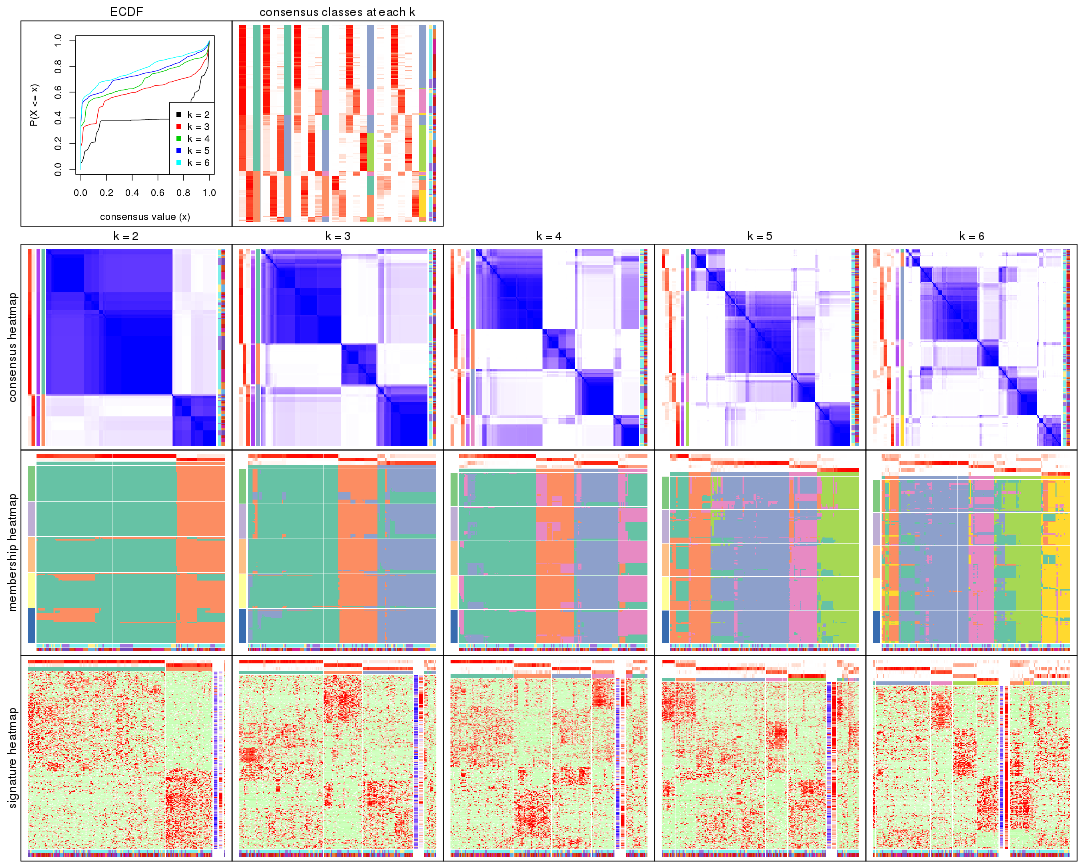 ECDF
consensus classes at each k
P(X <= x)
0.0 0.2 0.4 0.6 0.8 1.0
k = 2
k = 3
k = 4
k = 5
k = 6
0.0 0.2 0.4 0.6 0.8 1.0
consensus value (x)
k = 2
k = 3
k = 4
k = 5
k = 6
consensus heatmap
membership heatmap
signature heatmap